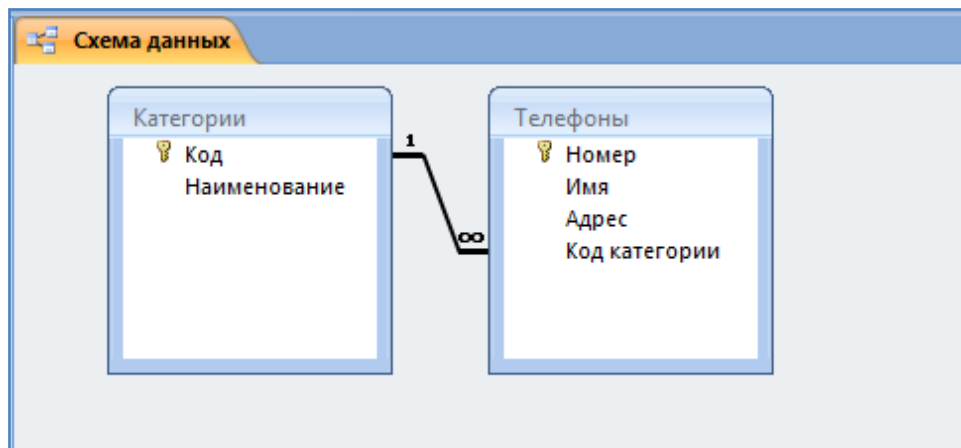 Схема данных
Категории
Код
Наименование
1
∞
Телефоны
Номер
Имя
Адрес
Код категории